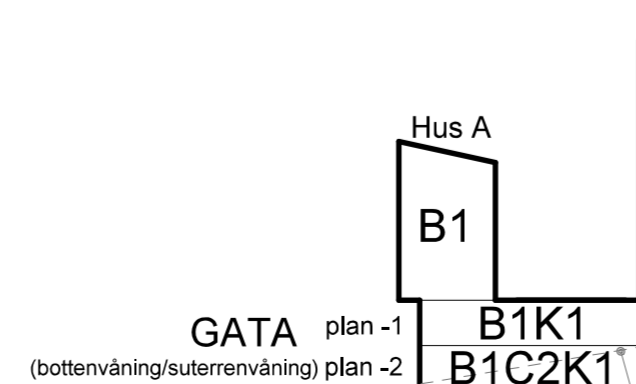 Hus A
B1
GATA plan -1 B1K1
(bottenvåning/suterrenvåning) plan -2 B1C2K1